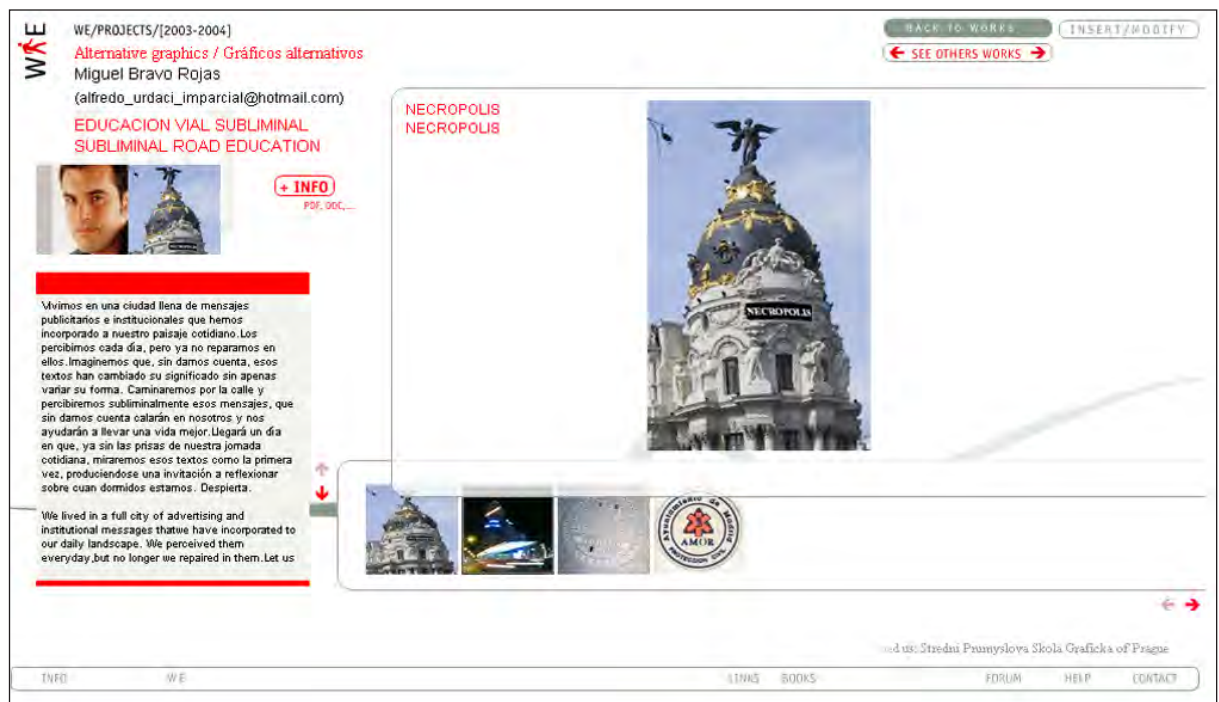 WE
WE/PROJECTS/[2003-2004]
Alternative graphics / Gráficos alternativos
Miguel Bravo Rojas
(alfredo_urdaci_imparcial@hotmail.com)
EDUCACION VIAL SUBLIMINAL
SUBLIMINAL ROAD EDUCATION
+ INFO
PDF, DOC,...
BACK TO WORKS
INSERT/MODIFY
SEE OTHERS WORKS
NECROPOLIS
NECROPOLIS
NECROPOLIS
NECROPOLIS
Vivimos en una ciudad llena de mensajes
publicitarios e institucionales que hemos
incorporado a nuestro paisaje cotidiano.Los
percibimos cada día, pero ya no reparamos en
ellos.Imaginemos que, sin darnos cuenta, esos
textos han cambiado su significado sin apenas
variar su forma. Caminaremos por la calle y
percibiremos subliminalmente esos mensajes, que
sin darnos cuenta calarán en nosotros y nos
ayudarán a llevar una vida mejor.Llegará un día
en que, ya sin las prisas de nuestra jornada
cotidiana, miraremos esos textos como la primera
vez, produciendose una invitación a reflexionar
sobre cuan dormidos estamos. Despierta.
We lived in a full city of advertising and
institutional messages thatwe have incorporated to
our daily landscape. We perceived them
everyday,but no longer we repaired in them.Let us
Ayuntamiento de Madrid
AMOR
PROTECCION CIVIL
ed us: Stredni Prumyslova Skola Graficka of Prague
INFO
WE
LINKS
BOOKS
FORUM
HELP
CONTACT